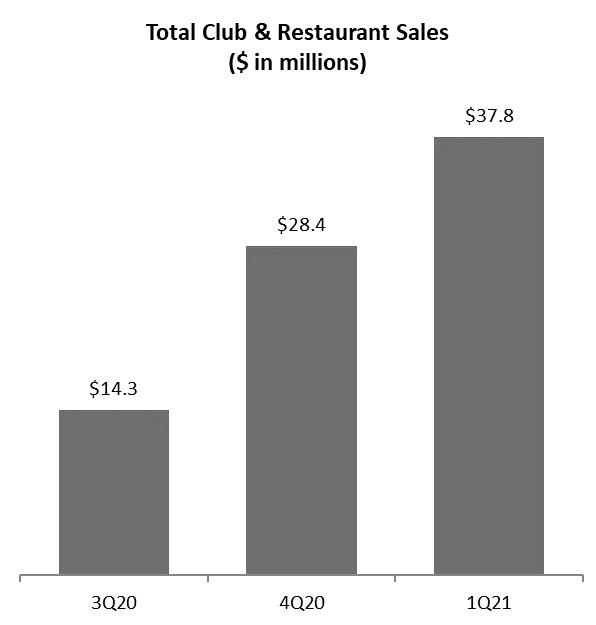 Total Club & Restaurant Sales
($ in millions)
$37.8
$28.4
$14.3
3Q20
4Q20
1Q21